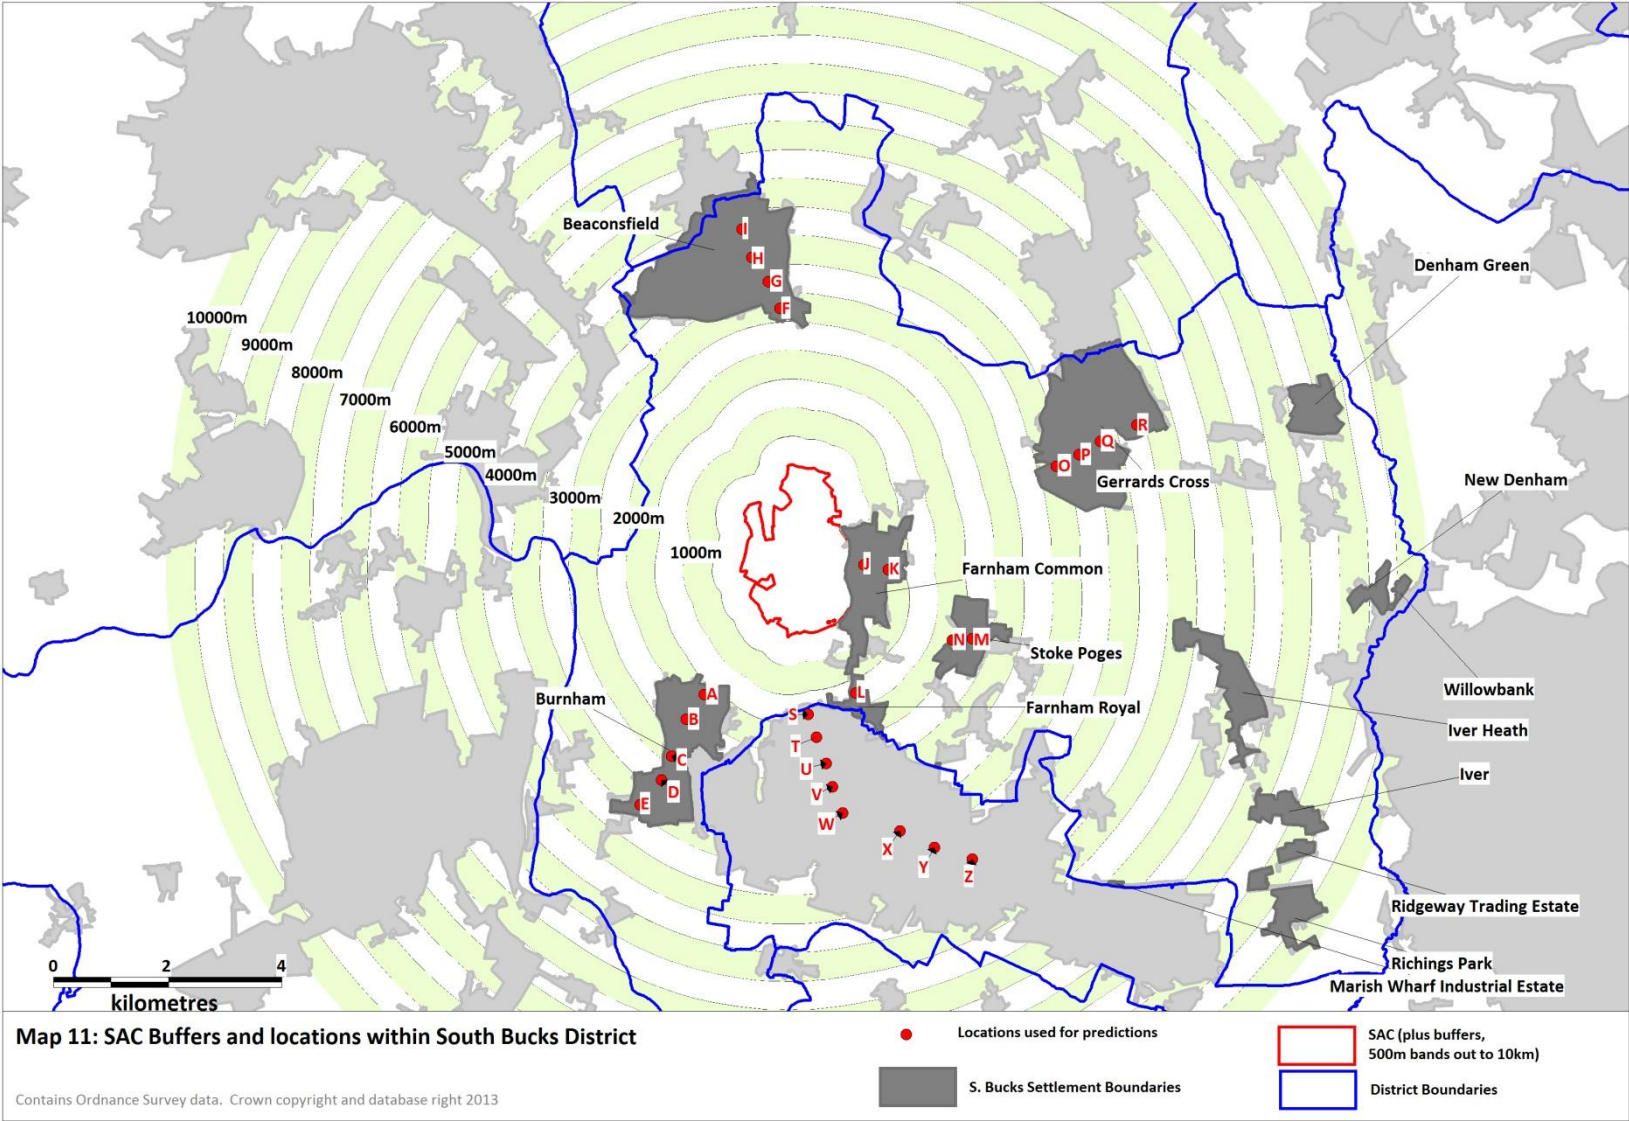 Beaconsfield
I
H
G
F
Denham Green
10000m
9000m
8000m
7000m
6000m
5000m
4000m
3000m
2000m
1000m
R
Q
P
O
Gerrards Cross
New Denham
J
K
Farnham Common
N
M
Stoke Poges
Burnham
A
B
C
D
E
L
Farnham Royal
Willowbank
Iver Heath
Iver
S
T
U
V
W
X
Y
Z
Ridgeway Trading Estate
Richings Park
Marish Wharf Industrial Estate
0 2 4
kilometres
Map 11: SAC Buffers and locations within South Bucks District
Contains Ordnance Survey data. Crown copyright and database right 2013
Locations used for predictions
S. Bucks Settlement Boundaries
SAC (plus buffers,
500m bands out to 10km)
District Boundaries